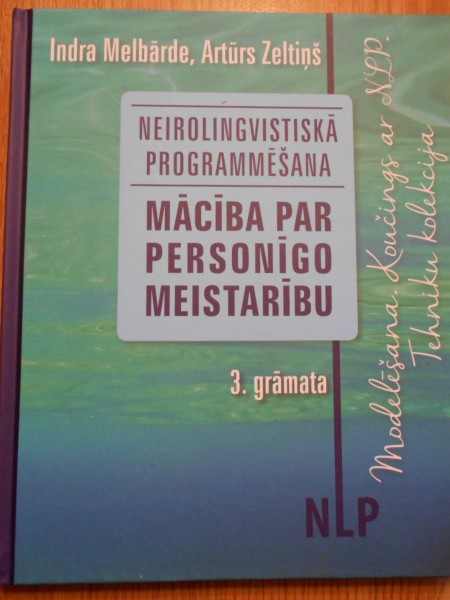 Indra Melbārde, Artūrs Zeltiņš
NEIROLINGVISTISKĀ
PROGRAMMĒŠANA
MĀCĪBA PAR
PERSONĪGO
MEISTARĪBU
3. grāmata
Modelēšana. Koučings ar NLP.
Tehniku kolekcija
NLP